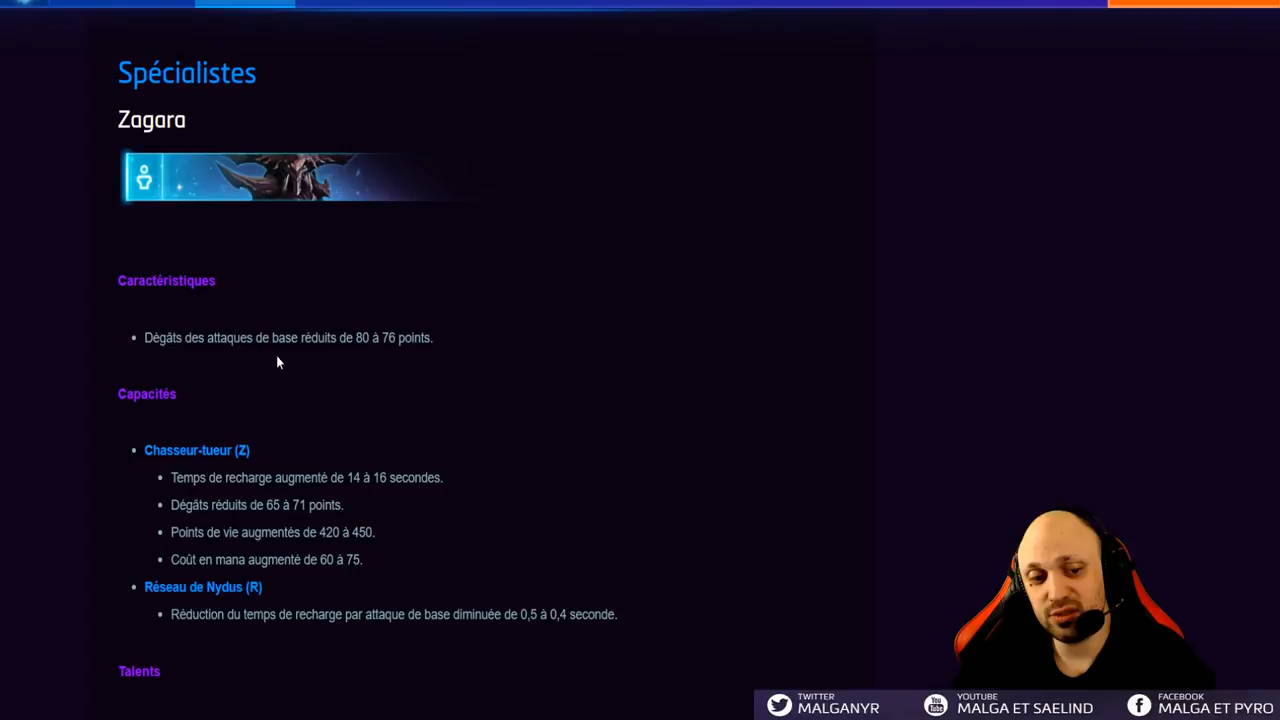 Spécialistes
Zagara
Caractéristiques
Dégâts des attaques de base réduits de 80 à 76 points.
Capacités
Chasseur-tueur (Z)
Temps de recharge augmenté de 14 à 16 secondes.
Dégâts réduits de 65 à 71 points.
Points de vie augmentés de 420 à 450.
Coût en mana augmenté de 60 à 75.
Réseau de Nydus (R)
Réduction du temps de recharge par attaque de base diminuée de 0,5 à 0,4 seconde.
Talents
TWITTER
MALGANYR
You Tube
YOUTUBE
MALGA ET SAELIND
FACEBOOK
MALGA ET PYRO